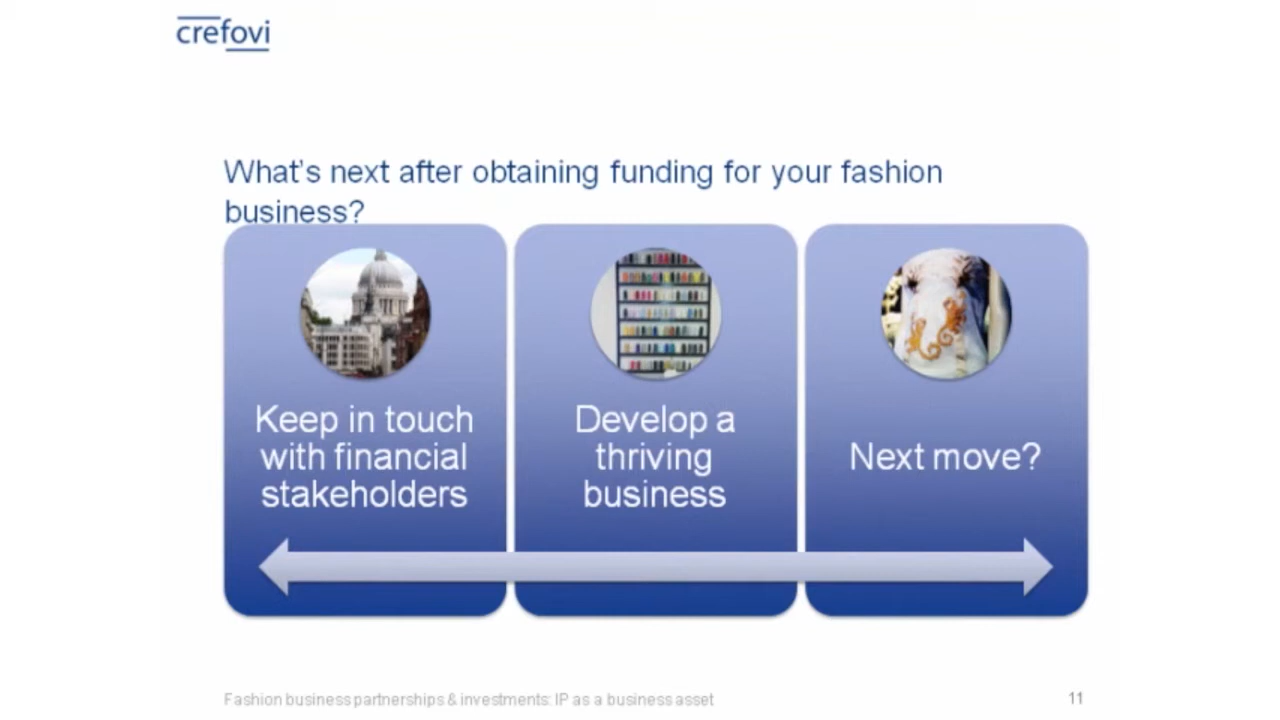 crefovi
What's next after obtaining funding for your fashion
business?
Keep in touch
with financial
stakeholders
Develop a
thriving
business
Next move?
Fashion business partnerships & investments: IP as a business asset
11